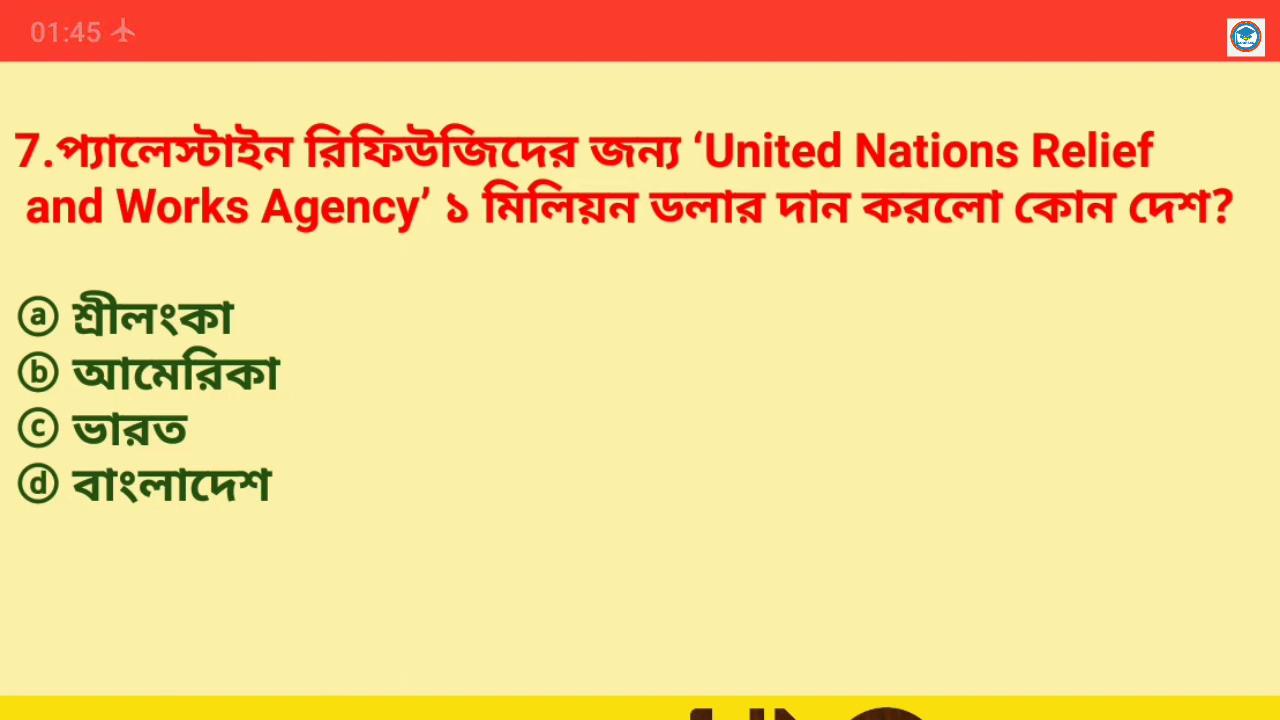 01:45
7.প্যালেস্টাইন রিফিউজিদের জন্য ‘United Nations Relief
and Works Agency’ ১ মিলিয়ন ডলার দান করলো কোন দেশ?
ⓐ শ্রীলংকা
ⓑ আমেরিকা
ⓒ ভারত
ⓓ বাংলাদেশ